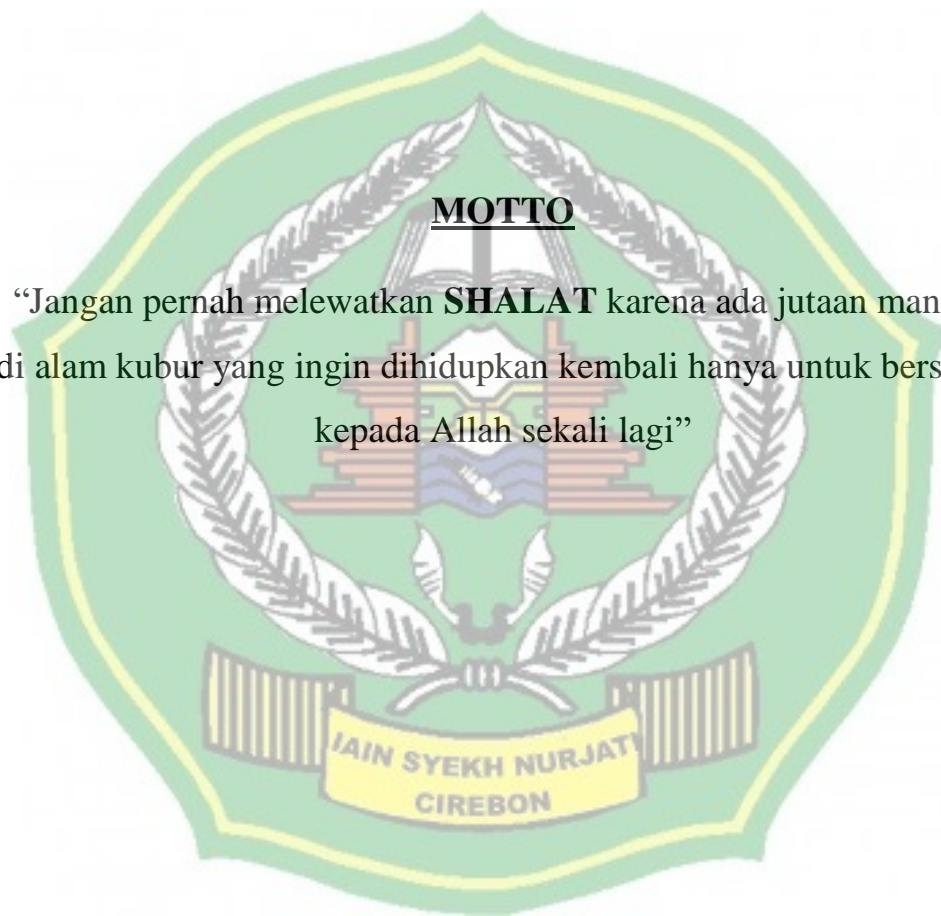 MOTTO
“Jangan pernah melewatkan SHALAT karena ada jutaan man
di alam kubur yang ingin dihidupkan kembali hanya untuk bers
kepada Allah sekali lagi”
IAIN SYEKH NURJATI
CIREBON